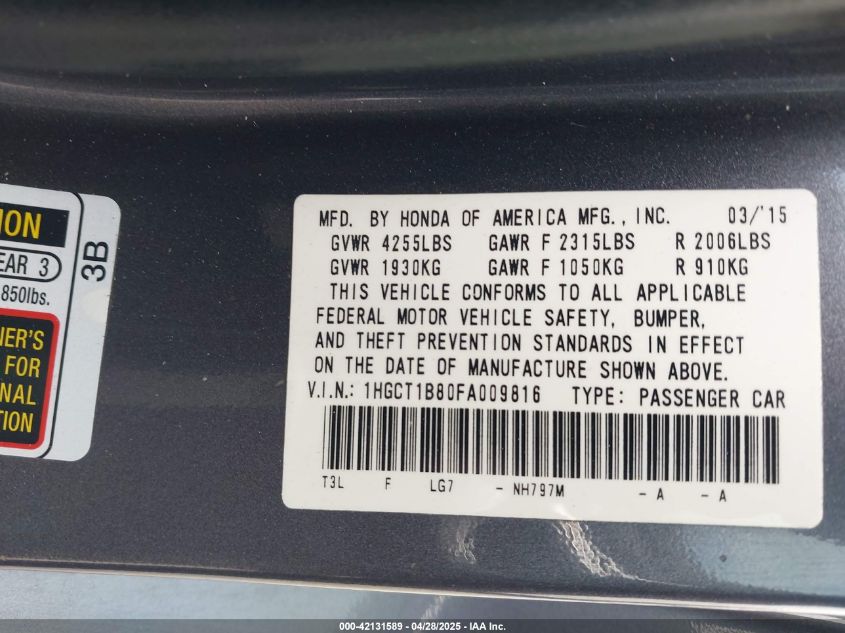 ION
EAR 3
850lbs.
3B
NER'S
FOR
NAL
TION
MFD. BY HONDA OF AMERICA MFG., INC. 03/'15
GVWR 4255LBS GAWR F 2315LBS R 2006LBS
GVWR 1930KG GAWR F 1050KG R 910KG
THIS VEHICLE CONFORMS TO ALL APPLICABLE
FEDERAL MOTOR VEHICLE SAFETY, BUMPER,
AND THEFT PREVENTION STANDARDS IN EFFECT
ON THE DATE OF MANUFACTURE SHOWN ABOVE.
V.I.N.: 1HGCT1B80FA009816 TYPE: PASSENGER CAR
T3L F LG7 - NH797M - A - A
000-42131589 - 04/28/2025 - IAA Inc.